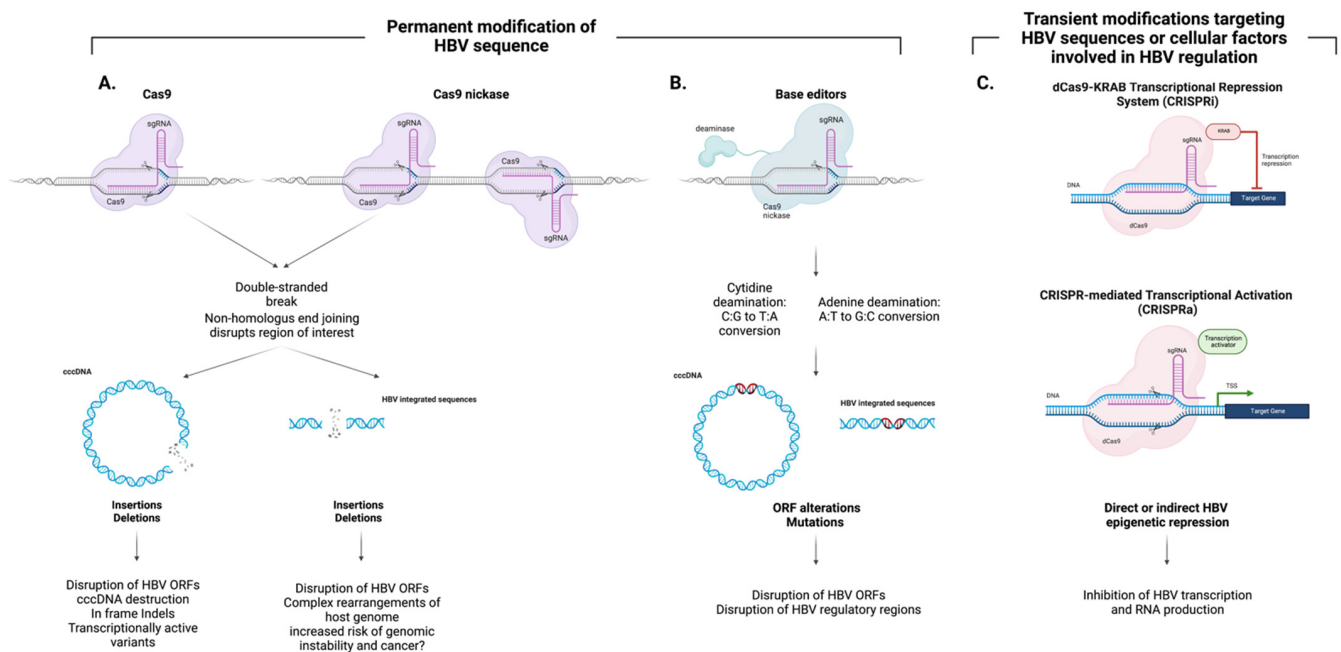 Permanent modification of
HBV sequence
Transient modifications targeting
HBV sequences or cellular factors
involved in HBV regulation
A.
Cas9
sgRNA
Cas9
Cas9 nickase
sgRNA
Cas9
Cas9
sgRNA
Double-stranded
break
Non-homologus end joining
disrupts region of interest
cccDNA
HBV integrated sequences
Insertions
Deletions
Insertions
Deletions
Disruption of HBV ORFs
cccDNA destruction
In frame Indels
Transcriptionally active
variants
Disruption of HBV ORFs
Complex rearrangements of
host genome
increased risk of genomic
instability and cancer?
B.
Base editors
deaminase
sgRNA
Cas9
nickase
Cytidine
deamination:
C:G to T:A
conversion
Adenine deamination:
A:T to G:C conversion
cccDNA
HBV integrated sequences
ORF alterations
Mutations
Disruption of HBV ORFs
Disruption of HBV regulatory regions
C.
dCas9-KRAB Transcriptional Repression
System (CRISPRi)
sgRNA
KRAB
Transcription
repression
DNA
Target Gene
dCas9
CRISPR-mediated Transcriptional Activation
(CRISPRa)
sgRNA
Transcription
activator
TSS
DNA
Target Gene
dCas9
Direct or indirect HBV
epigenetic repression
Inhibition of HBV transcription
and RNA production